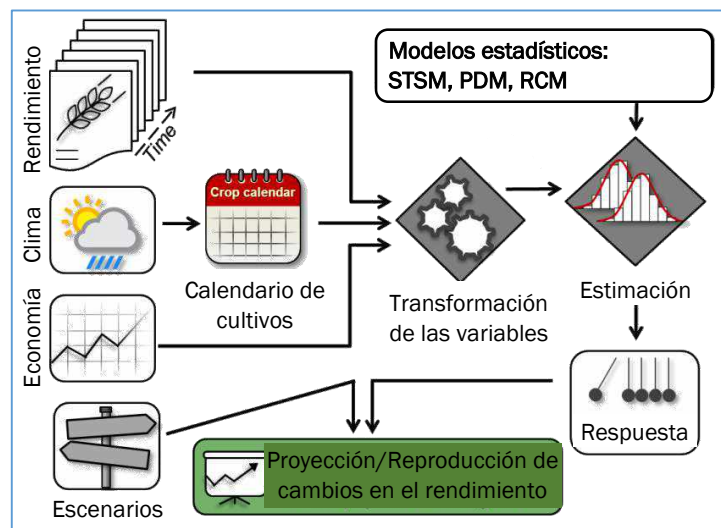 Rendimiento
Time
Modelos estadísticos:
STSM, PDM, RCM
Clima
Crop calendar
Calendario de
cultivos
Transformación
de las variables
Estimación
Economía
Respuesta
Escenarios
Proyección/Reproducción de
cambios en el rendimiento